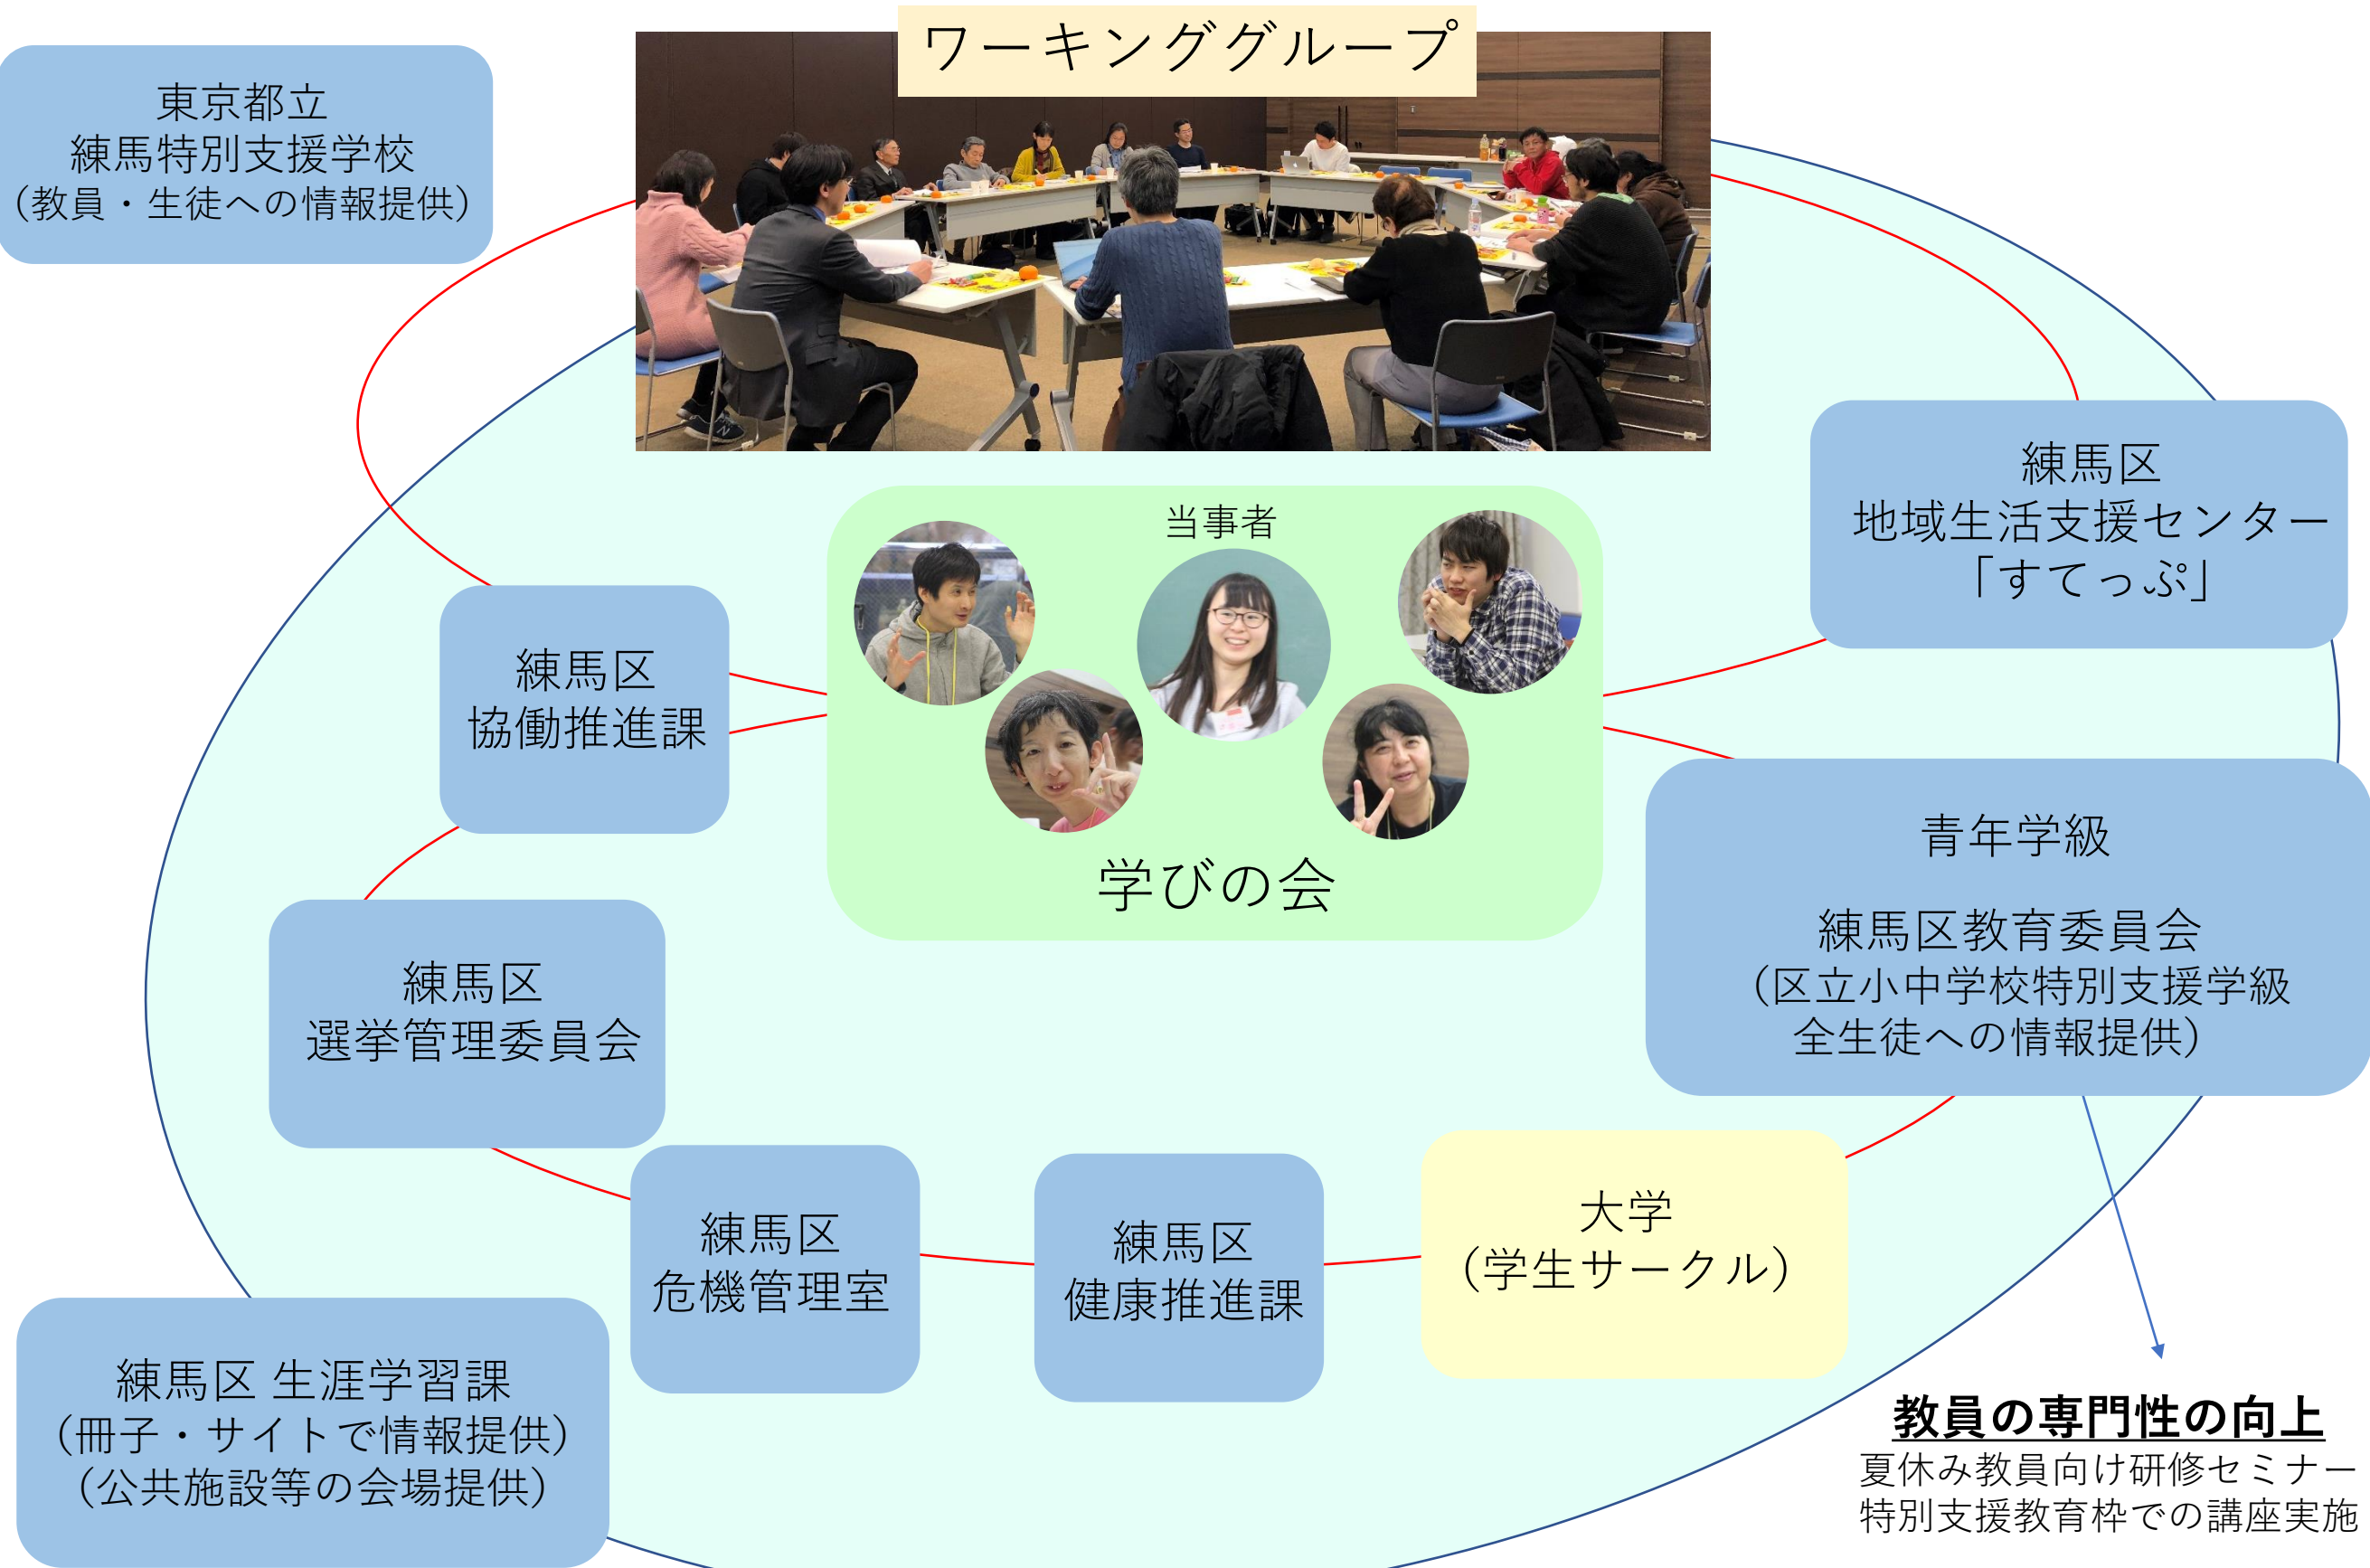 ワーキンググループ
東京都立
練馬特別支援学校
（教員・生徒への情報提供）
練馬区
地域生活支援センター
「すてっぷ」
当事者
学びの会
練馬区
協働推進課
青年学級
練馬区教育委員会
（区立小中学校特別支援学級
全生徒への情報提供）
練馬区
選挙管理委員会
練馬区
危機管理室
練馬区
健康推進課
大学
（学生サークル）
練馬区 生涯学習課
（冊子・サイトで情報提供）
（公共施設等の会場提供）
教員の専門性の向上
夏休み教員向け研修セミナー
特別支援教育枠での講座実施